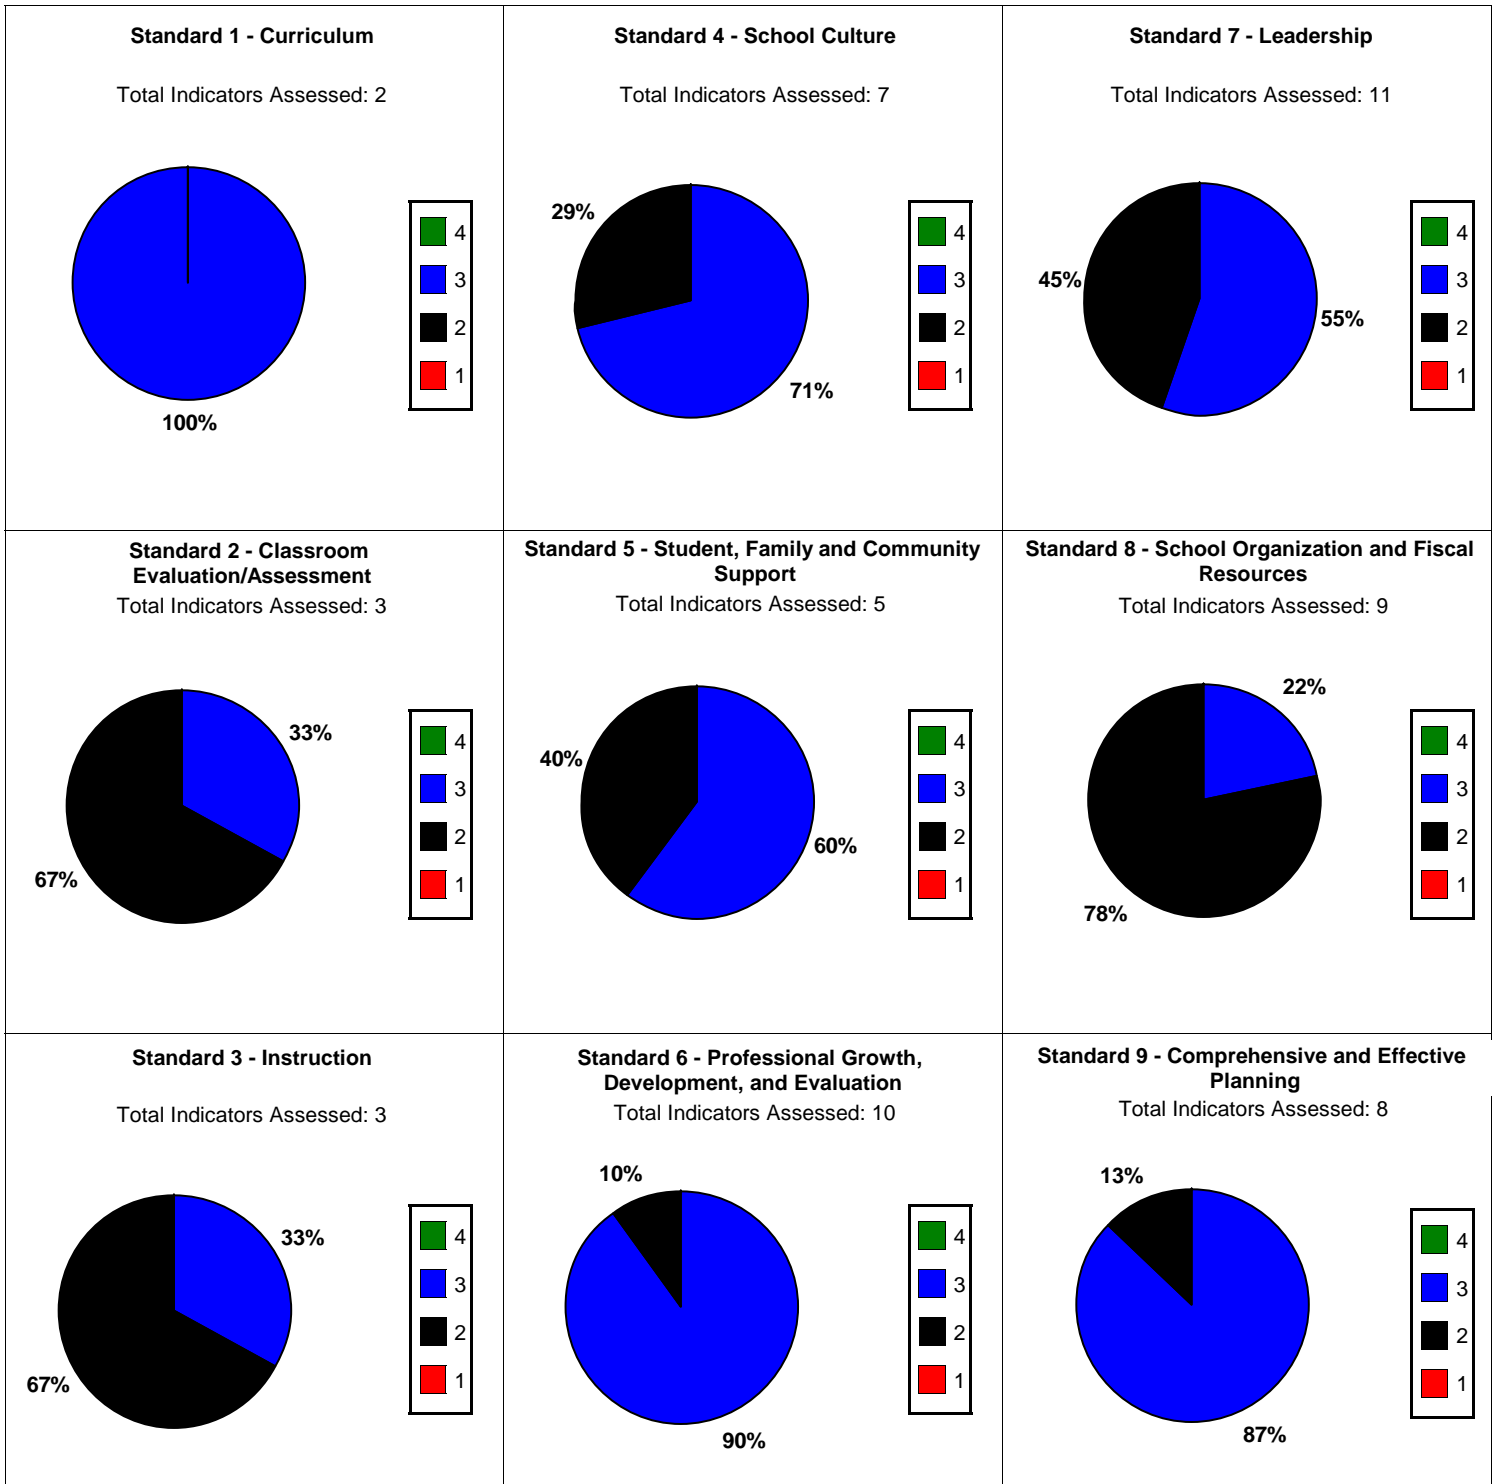 Standard 1 - Curriculum
Total Indicators Assessed: 2
100%
4
3
2
1
Standard 4 - School Culture
Total Indicators Assessed: 7
29%
71%
4
3
2
1
Standard 7 - Leadership
Total Indicators Assessed: 11
45%
55%
4
3
2
1
Standard 2 - Classroom
Evaluation/Assessment
Total Indicators Assessed: 3
33%
67%
4
3
2
1
Standard 5 - Student, Family and Community
Support
Total Indicators Assessed: 5
40%
60%
4
3
2
1
Standard 8 - School Organization and Fiscal
Resources
Total Indicators Assessed: 9
22%
78%
4
3
2
1
Standard 3 - Instruction
Total Indicators Assessed: 3
33%
67%
4
3
2
1
Standard 6 - Professional Growth,
Development, and Evaluation
Total Indicators Assessed: 10
10%
90%
4
3
2
1
Standard 9 - Comprehensive and Effective
Planning
Total Indicators Assessed: 8
13%
87%
4
3
2
1